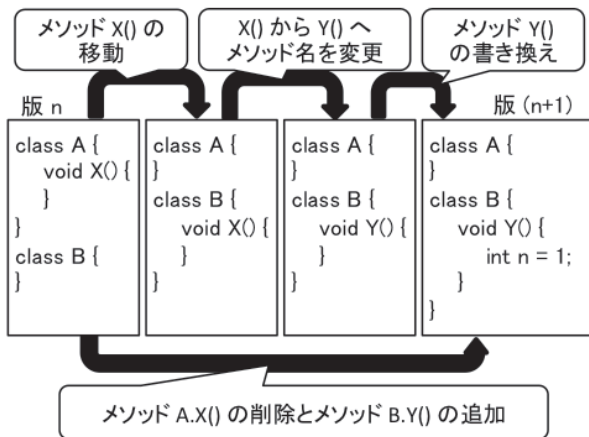 メソッド X() の
移動
X() から Y() へ
メソッド名を変更
メソッド Y()
の書き換え
版 n
版 (n+1)
class A {
void X() {
}
}
class B {
}
class A {
}
class B {
void X() {
}
}
class A {
}
class B {
void Y() {
}
}
class A {
}
class B {
void Y() {
int n = 1;
}
}
メソッド A.X() の削除とメソッド B.Y() の追加